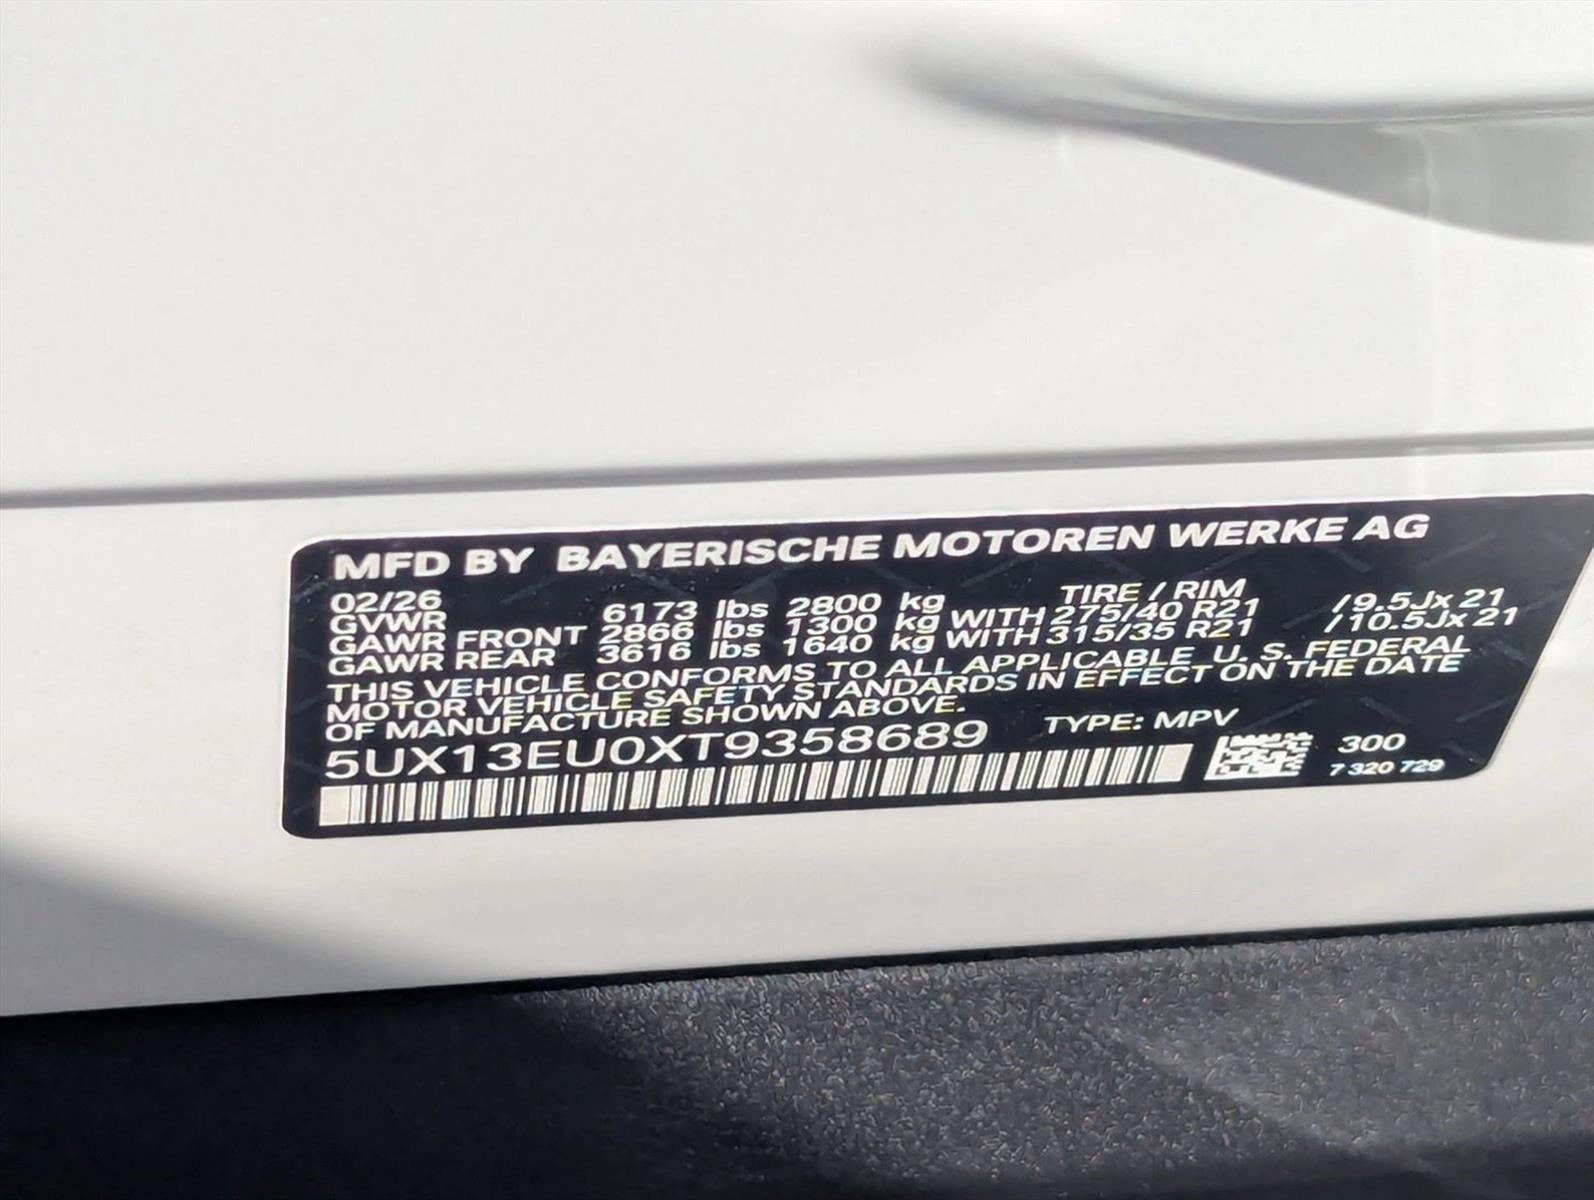 MFD BY BAYERISCHE MOTOREN WERKE AG
02/26 TIRE / RIM
GVWR 6173 lbs 2800 kg
GAWR FRONT 2866 lbs 1300 kg WITH 275/40 R21 /9.5Jx21
GAWR REAR 3616 lbs 1640 kg WITH 315/35 R21 /10.5Jx21
THIS VEHICLE CONFORMS TO ALL APPLICABLE U. S. FEDERAL
MOTOR VEHICLE SAFETY STANDARDS IN EFFECT ON THE DATE
OF MANUFACTURE SHOWN ABOVE.
5UX13EU0XT9358689 TYPE: MPV
300
7 320 729